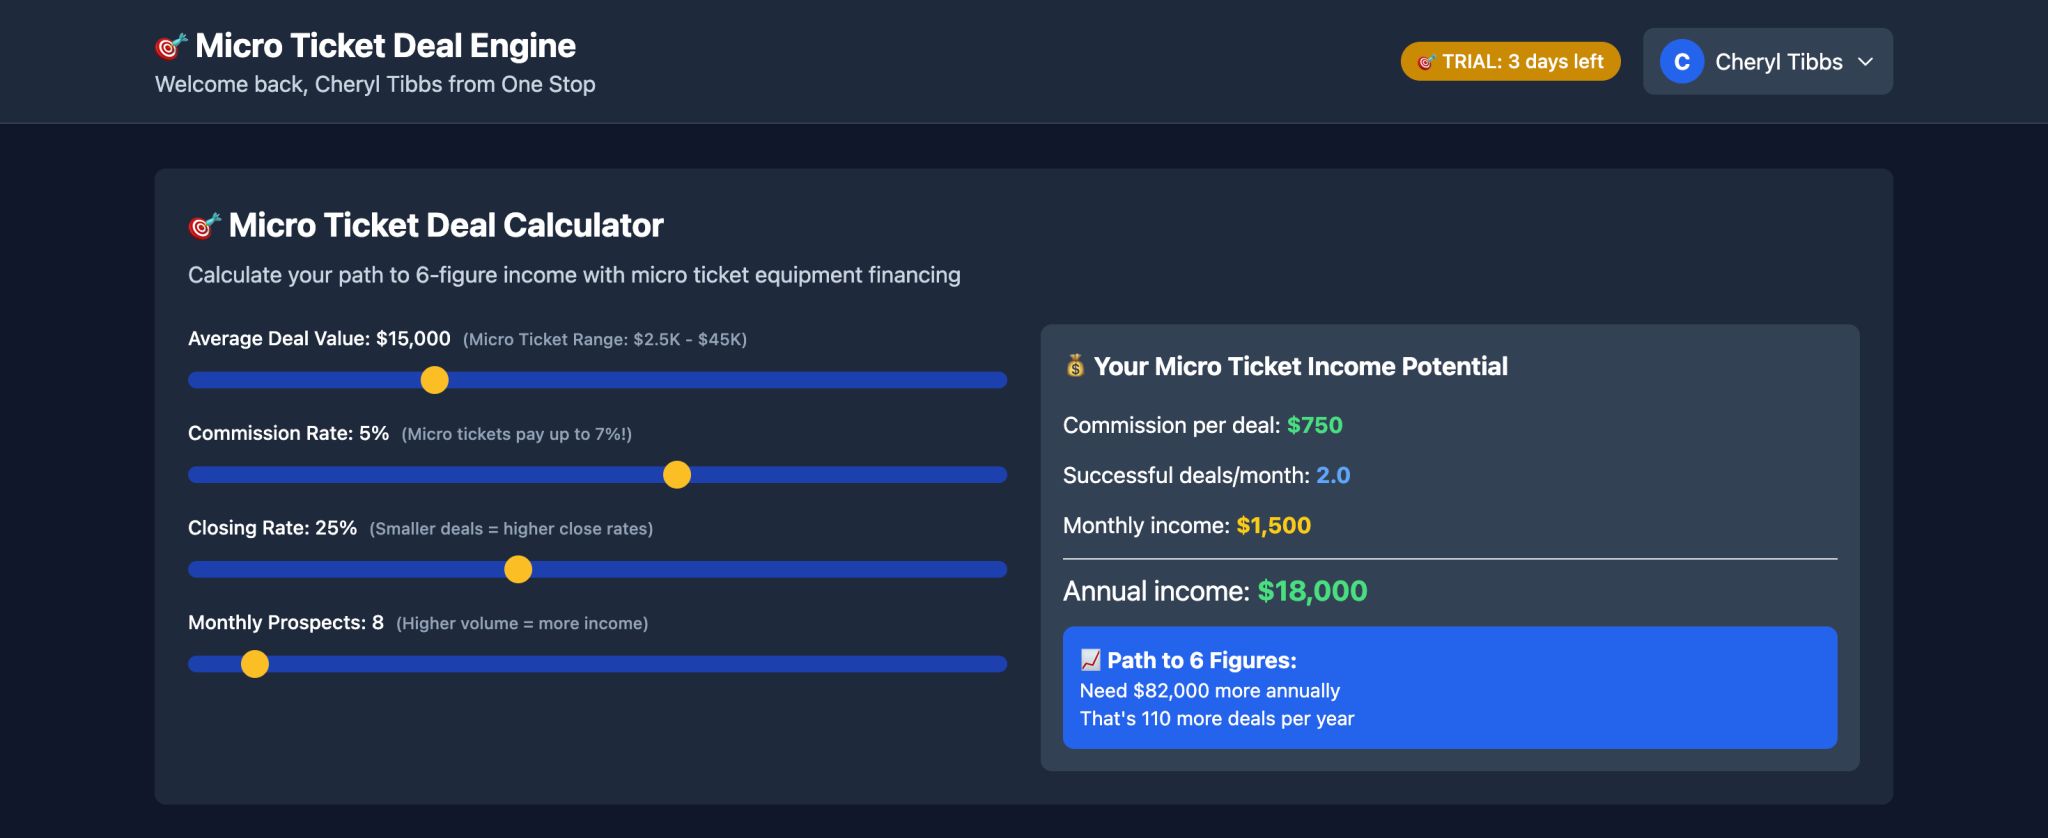 🎯 Micro Ticket Deal Engine
Welcome back, Cheryl Tibbs from One Stop
🎯 TRIAL: 3 days left
C Cheryl Tibbs
🎯 Micro Ticket Deal Calculator
Calculate your path to 6-figure income with micro ticket equipment financing
Average Deal Value: $15,000 (Micro Ticket Range: $2.5K - $45K)
Commission Rate: 5% (Micro tickets pay up to 7%!)
Closing Rate: 25% (Smaller deals = higher close rates)
Monthly Prospects: 8 (Higher volume = more income)
💰 Your Micro Ticket Income Potential
Commission per deal: $750
Successful deals/month: 2.0
Monthly income: $1,500
Annual income: $18,000
📈 Path to 6 Figures:
Need $82,000 more annually
That's 110 more deals per year